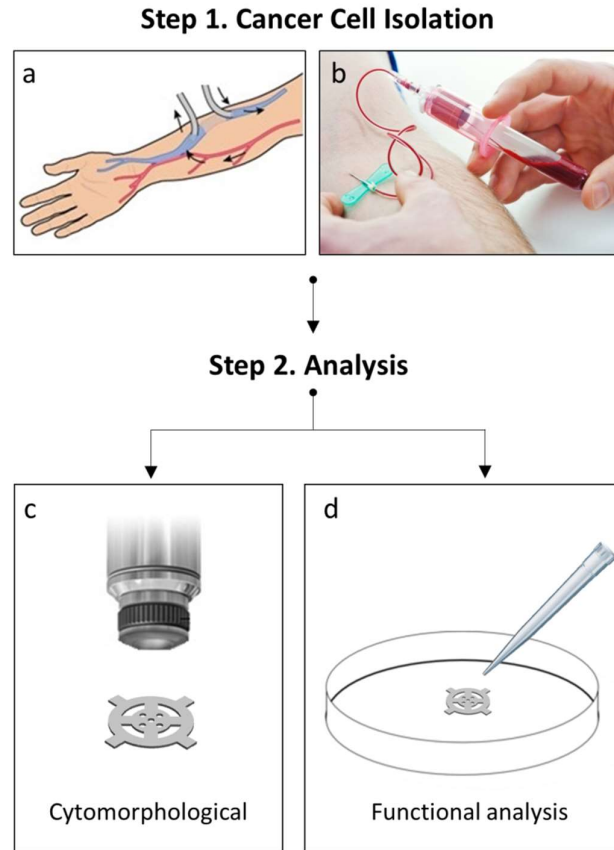 Step 1. Cancer Cell Isolation
a
b
Step 2. Analysis
c
d
Cytomorphological
Functional analysis